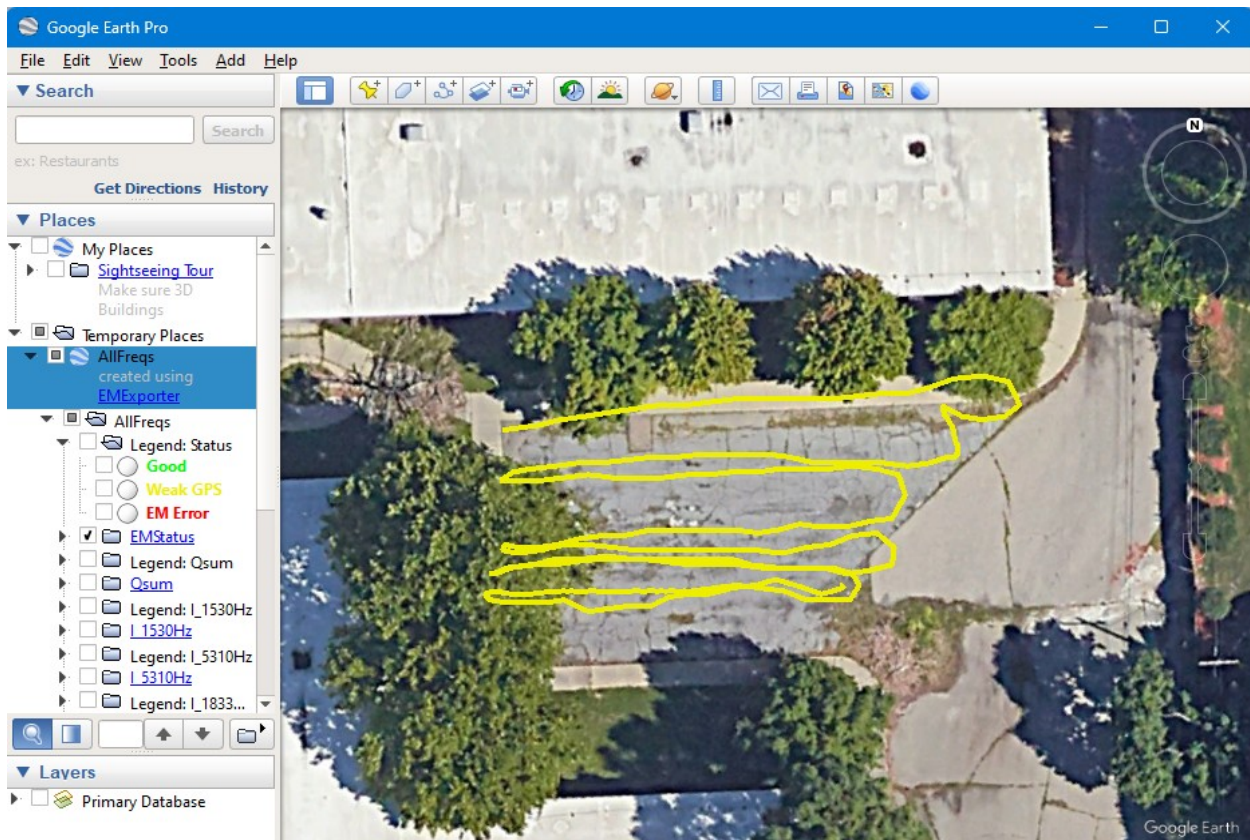 Google Earth Pro
File Edit View Tools Add Help
Search
Search
ex: Restaurants
Get Directions History
Places
My Places
Sightseeing Tour
Make sure 3D
Buildings
Temporary Places
AllFreqs
created using
EMExporter
AllFreqs
Legend: Status
Good
Weak GPS
EM Error
EMStatus
Legend: Qsum
Qsum
Legend: I_1530Hz
I_1530Hz
Legend: I_5310Hz
I_5310Hz
Legend: I_1833...
Layers
Primary Database
N
Google Earth